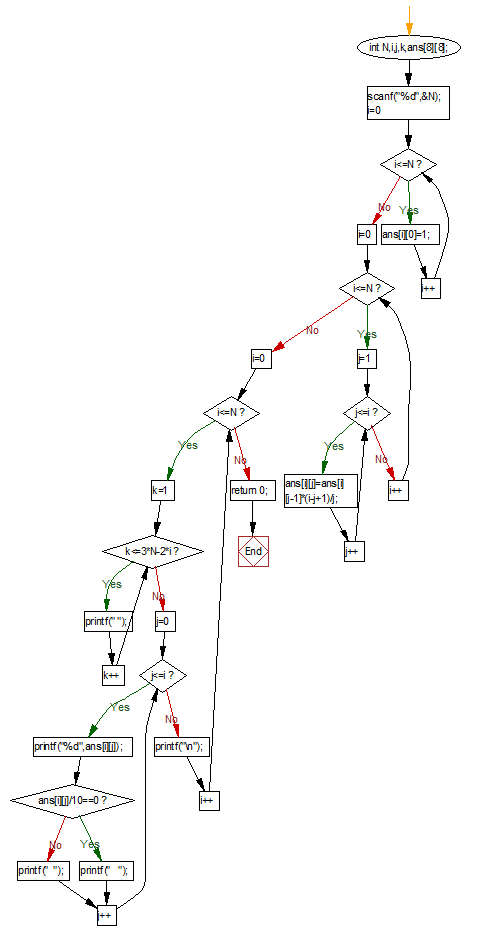 int N,i,j,k,ans[8][8];
scanf("%d",&N);
i=0
i<=N ?
No
Yes
i=0
ans[i][0]=1;
i++
i<=N ?
No
Yes
i=0
j=1
i<=N ?
j<=i ?
Yes
No
Yes
No
k=1
return 0;
ans[i][j]=ans[i]
[j-1]*(i-j+1)/j;
i++
k<=3*N-2*i ?
End
j++
Yes
No
printf(" ");
j=0
k++
j<=i ?
Yes
No
printf("%d",ans[i][j]);
printf("\n");
ans[i][j]/10==0 ?
i++
No
Yes
printf("  ");
printf("   ");
j++